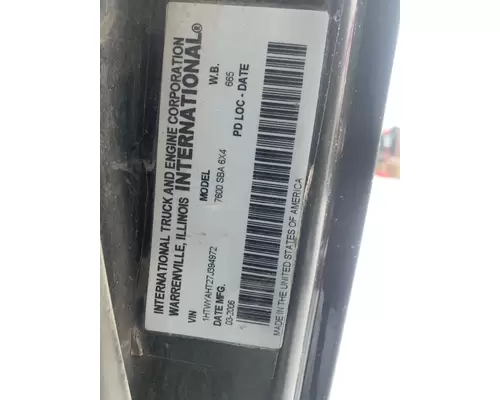 INTERNATIONAL TRUCK AND ENGINE CORPORATION
WARRENVILLE, ILLINOIS INTERNATIONAL®
VIN MODEL W.B.
1HTWYAHT27J394972 7600 SBA 6X4 665
DATE MFG. PD LOC - DATE
03-2006
MADE IN THE UNITED STATES OF AMERICA